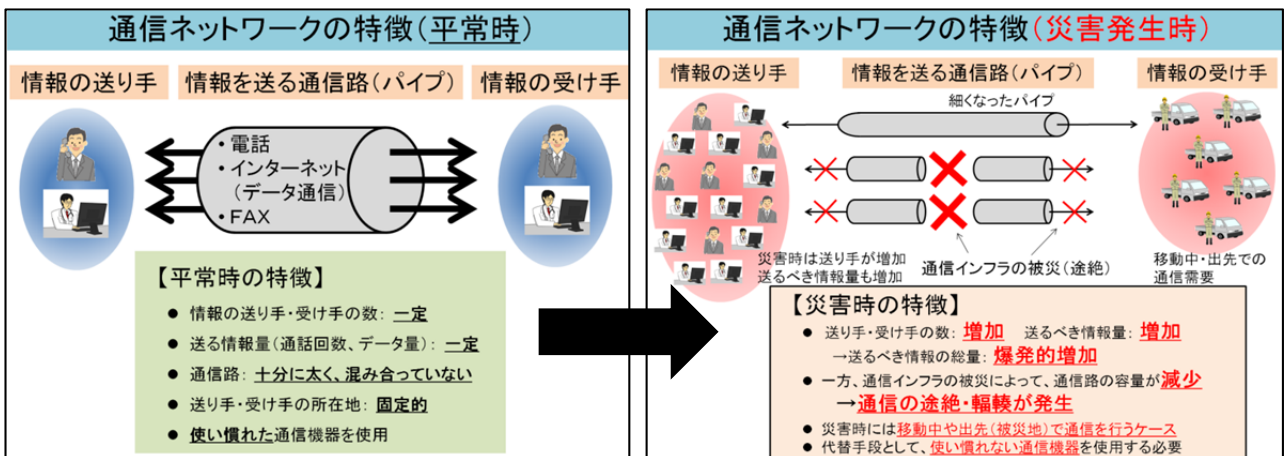 通信ネットワークの特徴(平常時)
情報の送り手
情報を送る通信路(パイプ)
情報の受け手
・電話
・インターネット
(データ通信)
・FAX
【平常時の特徴】
● 情報の送り手・受け手の数： 一定
● 送る情報量(通話回数、データ量)： 一定
● 通信路： 十分に太く、混み合っていない
● 送り手・受け手の所在地： 固定的
● 使い慣れた通信機器を使用
通信ネットワークの特徴(災害発生時)
情報の送り手
情報を送る通信路(パイプ)
情報の受け手
細くなったパイプ
災害時は送り手が増加
送るべき情報量も増加
通信インフラの被災(途絶)
移動中・出先での
通信需要
【災害時の特徴】
● 送り手・受け手の数： 増加 送るべき情報量： 増加
→送るべき情報の総量： 爆発的増加
● 一方、通信インフラの被災によって、通信路の容量が減少
→通信の途絶・輻輳が発生
● 災害時には移動中や出先(被災地)で通信を行うケース
● 代替手段として、使い慣れない通信機器を使用する必要